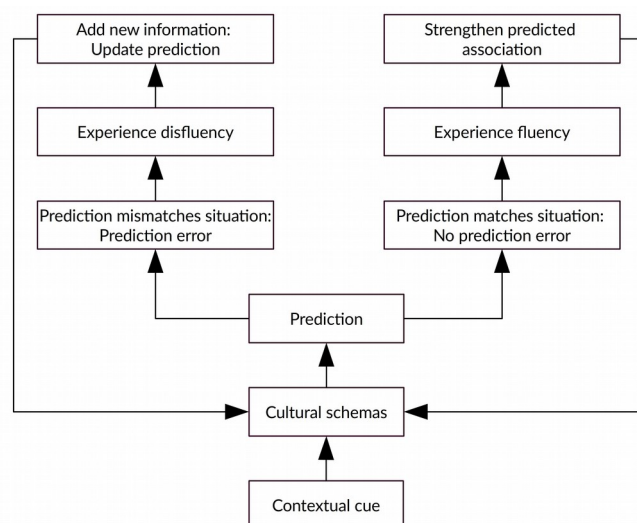 Add new information:
Update prediction
Strengthen predicted
association
Experience disfluency
Experience fluency
Prediction mismatches situation:
Prediction error
Prediction matches situation:
No prediction error
Prediction
Cultural schemas
Contextual cue